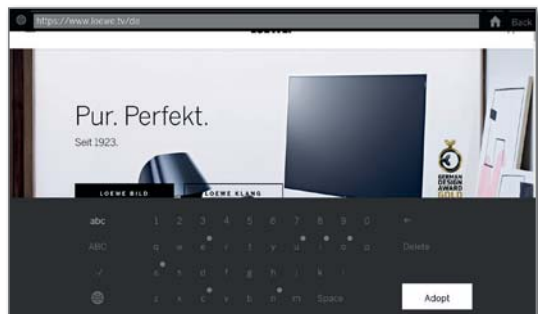 https://www.loewe.tv/de
Back
Pur. Perfekt.
Seit 1923.
GERMAN
DESIGN
AWARD
GOLD
LOEWE BILD LOEWE KLANG
abc 1 2 3 4 5 6 7 8 9 0 ←
ABC q w e r t y u i o p Delete
a s d f g h j k l
z x c v b n m Space Adopt